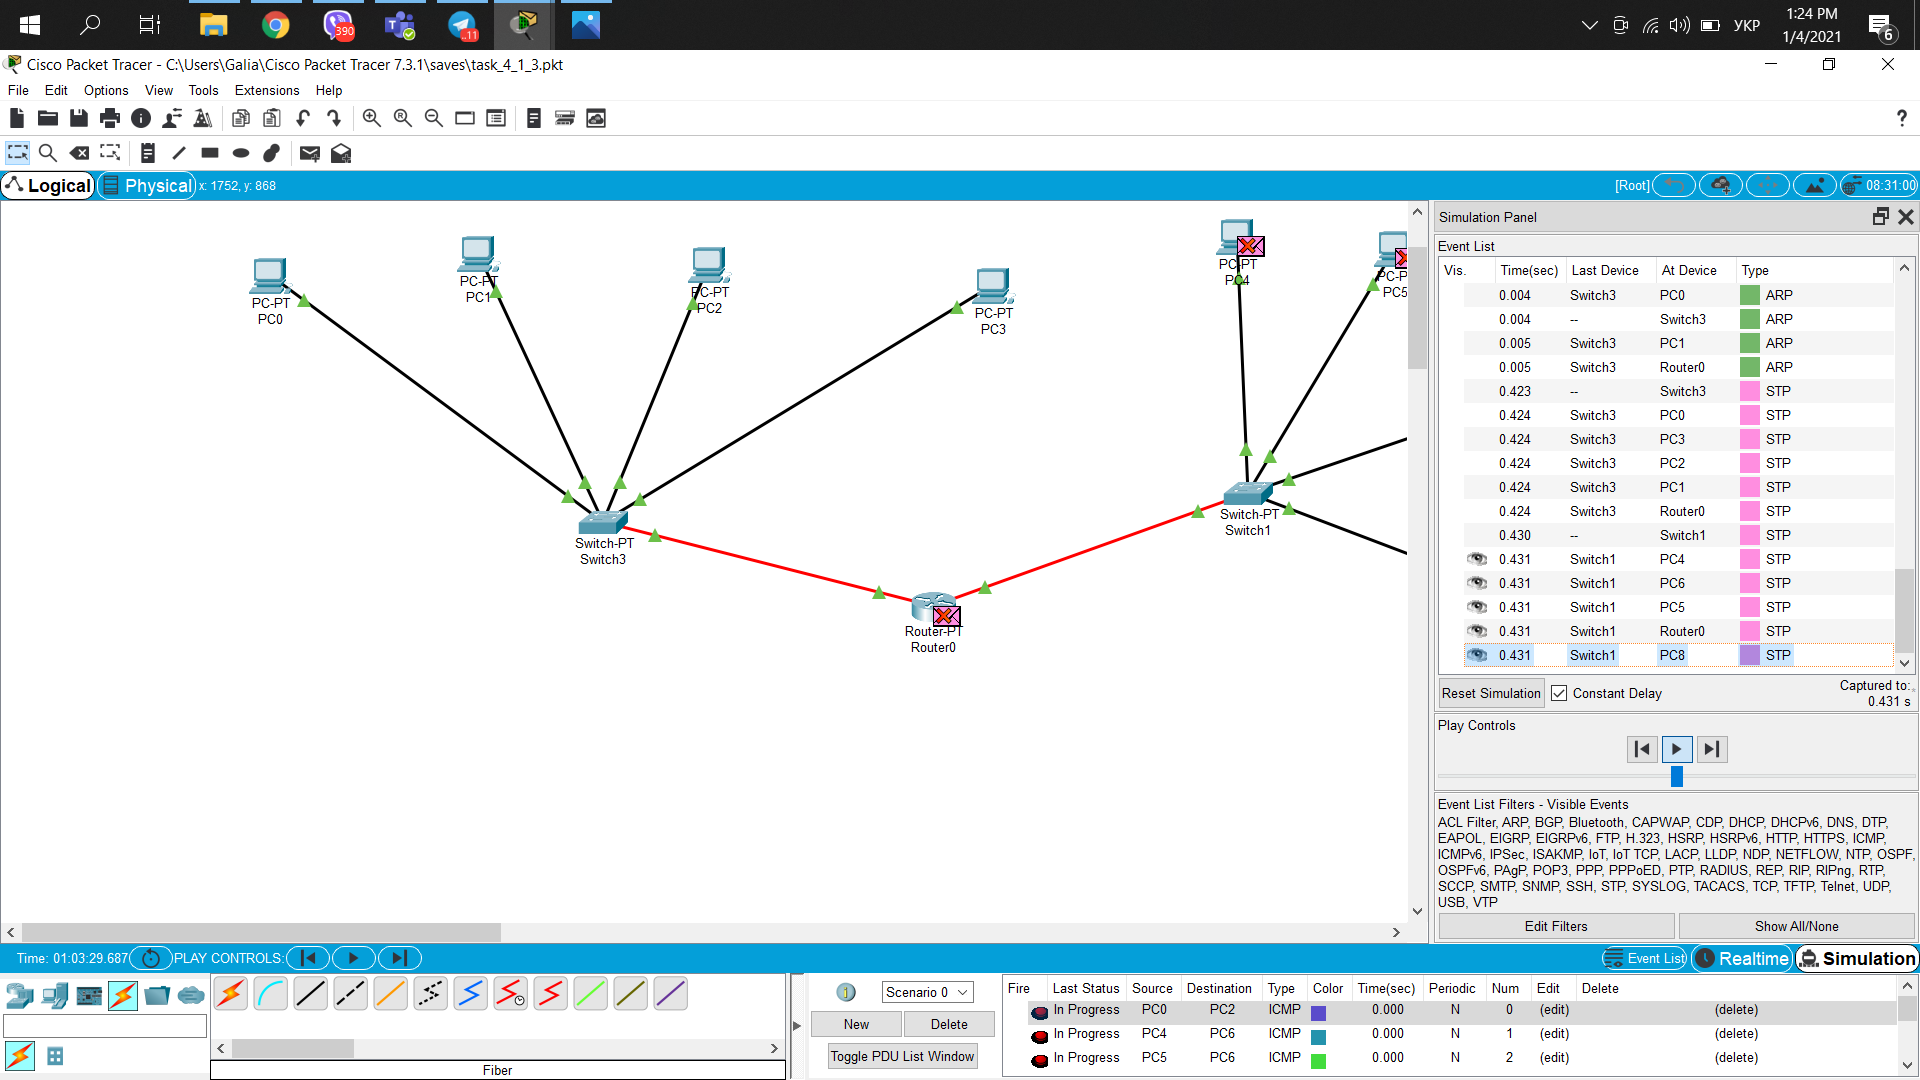 390
11
УКР
1:24 PM
1/4/2021
6
Cisco Packet Tracer - C:\Users\Galia\Cisco Packet Tracer 7.3.1\saves\task_4_1_3.pkt
File Edit Options View Tools Extensions Help
?
Logical Physical x: 1752, y: 868
[Root] 08:31:00
PC-PT
PC0
PC-PT
PC1
PC-PT
PC2
PC-PT
PC3
PC-PT
PC4
PC-P
PC5
Switch-PT
Switch3
Switch-PT
Switch1
Router-PT
Router0
Simulation Panel
Event List
Vis. Time(sec) Last Device At Device Type
0.004 Switch3 PC0 ARP
0.004 -- Switch3 ARP
0.005 Switch3 PC1 ARP
0.005 Switch3 Router0 ARP
0.423 -- Switch3 STP
0.424 Switch3 PC0 STP
0.424 Switch3 PC3 STP
0.424 Switch3 PC2 STP
0.424 Switch3 PC1 STP
0.424 Switch3 Router0 STP
0.430 -- Switch1 STP
0.431 Switch1 PC4 STP
0.431 Switch1 PC6 STP
0.431 Switch1 PC5 STP
0.431 Switch1 Router0 STP
0.431 Switch1 PC8 STP
Reset Simulation Constant Delay Captured to:
0.431 s
Play Controls
Event List Filters - Visible Events
ACL Filter, ARP, BGP, Bluetooth, CAPWAP, CDP, DHCP, DHCPv6, DNS, DTP,
EAPOL, EIGRP, EIGRPv6, FTP, H.323, HSRP, HSRPv6, HTTP, HTTPS, ICMP,
ICMPv6, IPSec, ISAKMP, IoT, IoT TCP, LACP, LLDP, NDP, NETFLOW, NTP, OSPF,
OSPFv6, PAgP, POP3, PPP, PPPoED, PTP, RADIUS, REP, RIP, RIPng, RTP,
SCCP, SMTP, SNMP, SSH, STP, SYSLOG, TACACS, TCP, TFTP, Telnet, UDP,
USB, VTP
Edit Filters Show All/None
Time: 01:03:29.687 PLAY CONTROLS:
Event List Realtime Simulation
Fiber
Scenario 0
New Delete
Toggle PDU List Window
Fire Last Status Source Destination Type Color Time(sec) Periodic Num Edit Delete
In Progress PC0 PC2 ICMP 0.000 N 0 (edit) (delete)
In Progress PC4 PC6 ICMP 0.000 N 1 (edit) (delete)
In Progress PC5 PC6 ICMP 0.000 N 2 (edit) (delete)